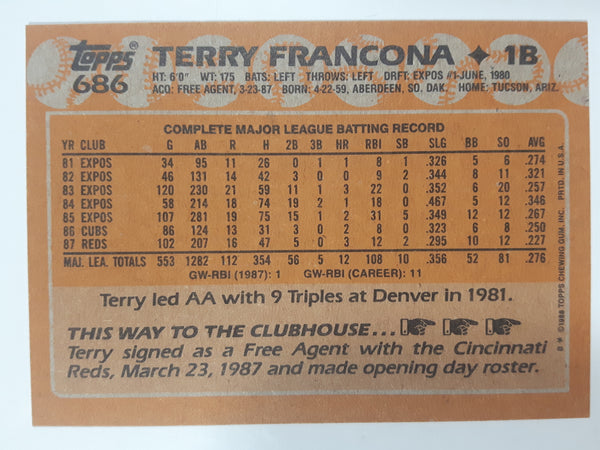 Topps® TERRY FRANCONA ✦ 1B
686 HT: 6'0" WT: 175 BATS: LEFT THROWS: LEFT DRFT: EXPOS #1-JUNE, 1980
ACQ: FREE AGENT, 3-23-87 BORN: 4-22-59, ABERDEEN, SO. DAK. HOME: TUCSON, ARIZ.
COMPLETE MAJOR LEAGUE BATTING RECORD
YR CLUB G AB R H 2B 3B HR RBI SB SLG BB SO AVG
81 EXPOS 34 95 11 26 0 1 1 8 1 .326 5 6 .274
82 EXPOS 46 131 14 42 3 0 0 9 2 .344 8 11 .321
83 EXPOS 120 230 21 59 11 1 3 22 0 .352 6 20 .257
84 EXPOS 58 214 18 74 19 2 1 18 0 .467 5 12 .346
85 EXPOS 107 281 19 75 15 1 2 31 5 .349 12 12 .267
86 CUBS 86 124 13 31 3 0 2 8 0 .323 6 8 .250
87 REDS 102 207 16 47 5 0 3 12 2 .295 10 12 .227
MAJ. LEA. TOTALS 553 1282 112 354 56 5 12 108 10 .356 52 81 .276
GW-RBI (1987): 1 GW-RBI (CAREER): 11
Terry led AA with 9 Triples at Denver in 1981.
THIS WAY TO THE CLUBHOUSE...
Terry signed as a Free Agent with the Cincinnati
Reds, March 23, 1987 and made opening day roster.
©1988 TOPPS CHEWING GUM, INC. PRTD. IN U.S.A.